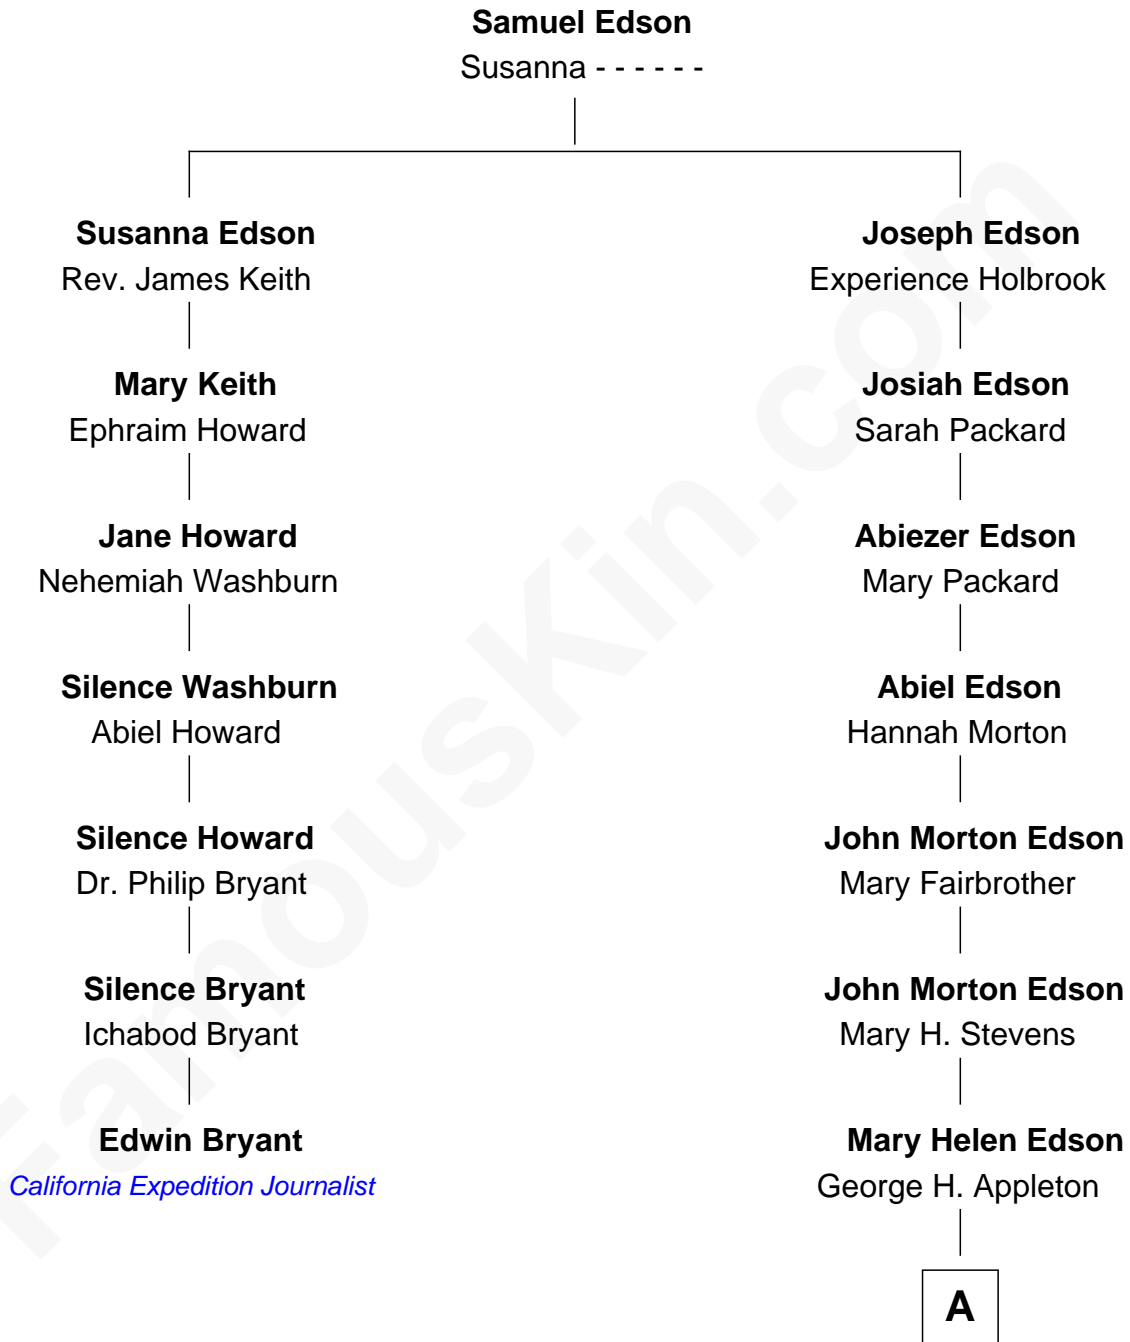 Samuel Edson
Susanna - - - - - -
Susanna Edson
Rev. James Keith
Joseph Edson
Experience Holbrook
Mary Keith
Ephraim Howard
Josiah Edson
Sarah Packard
Jane Howard
Nehemiah Washburn
Abiezer Edson
Mary Packard
Silence Washburn
Abiel Howard
Abiel Edson
Hannah Morton
Silence Howard
Dr. Philip Bryant
John Morton Edson
Mary Fairbrother
Silence Bryant
Ichabod Bryant
John Morton Edson
Mary H. Stevens
Edwin Bryant
California Expedition Journalist
Mary Helen Edson
George H. Appleton
A
FamousKin.com